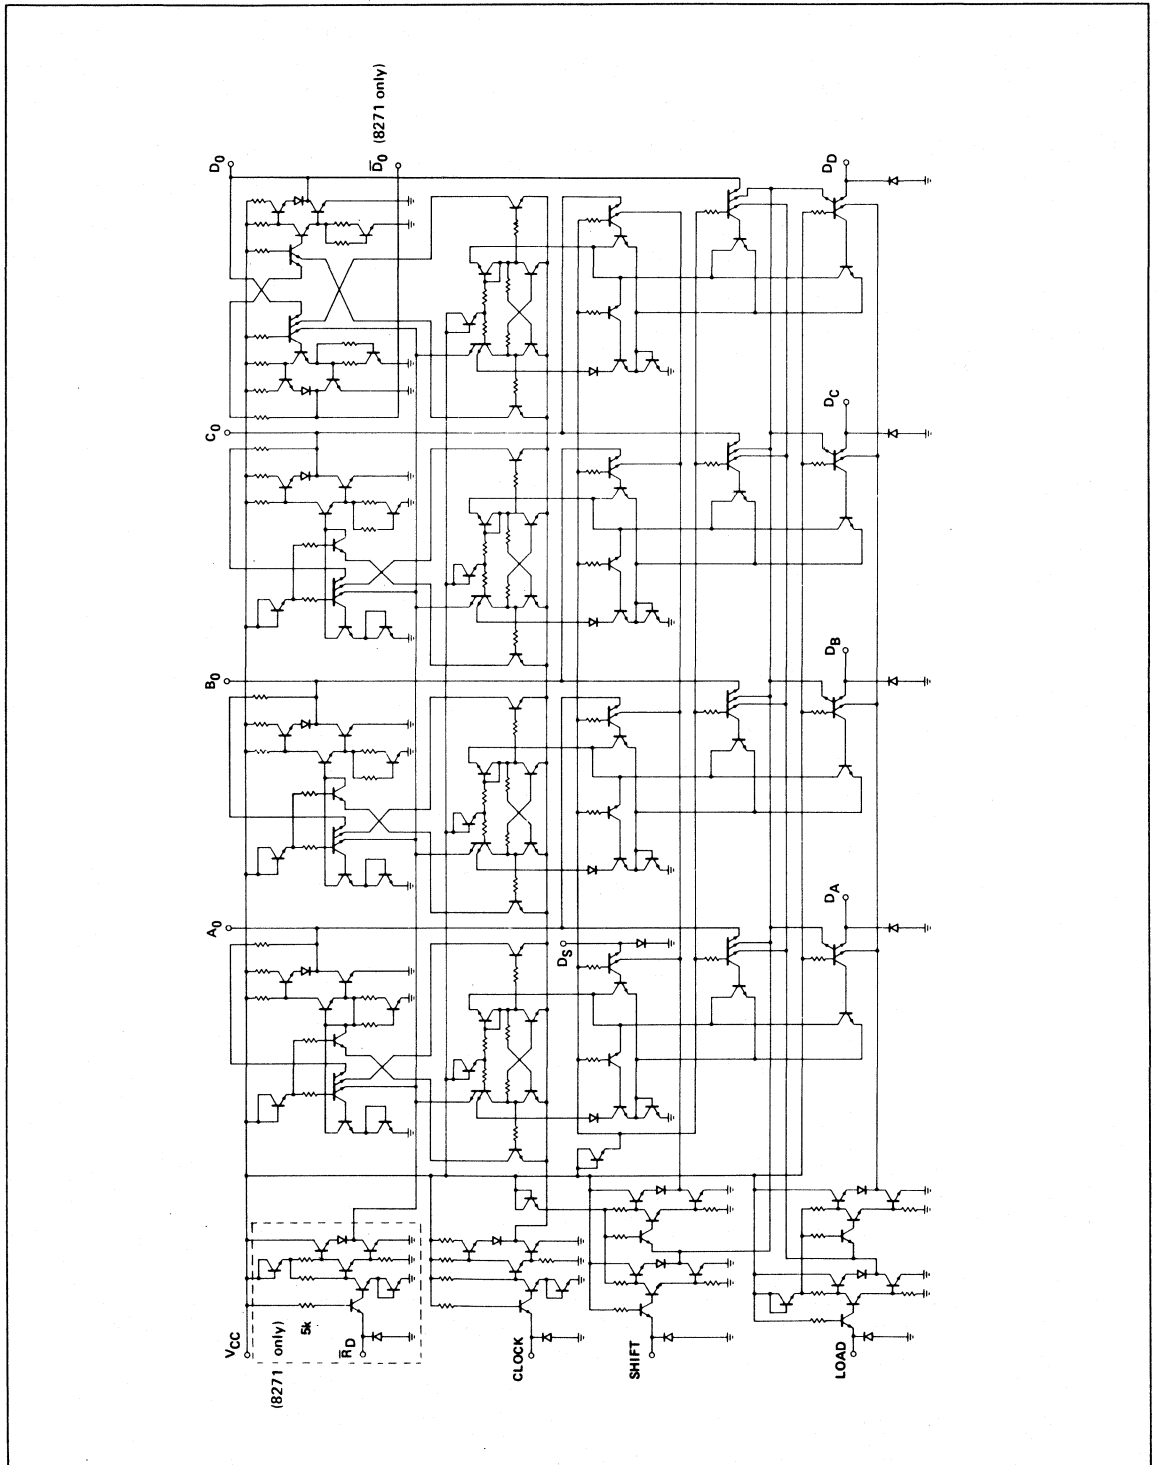 D0
D̅0 (8271 only)
DD
C0
DC
B0
DB
A0
DS
DA
VCC
(8271 only)
5k
R̅D
CLOCK
SHIFT
LOAD